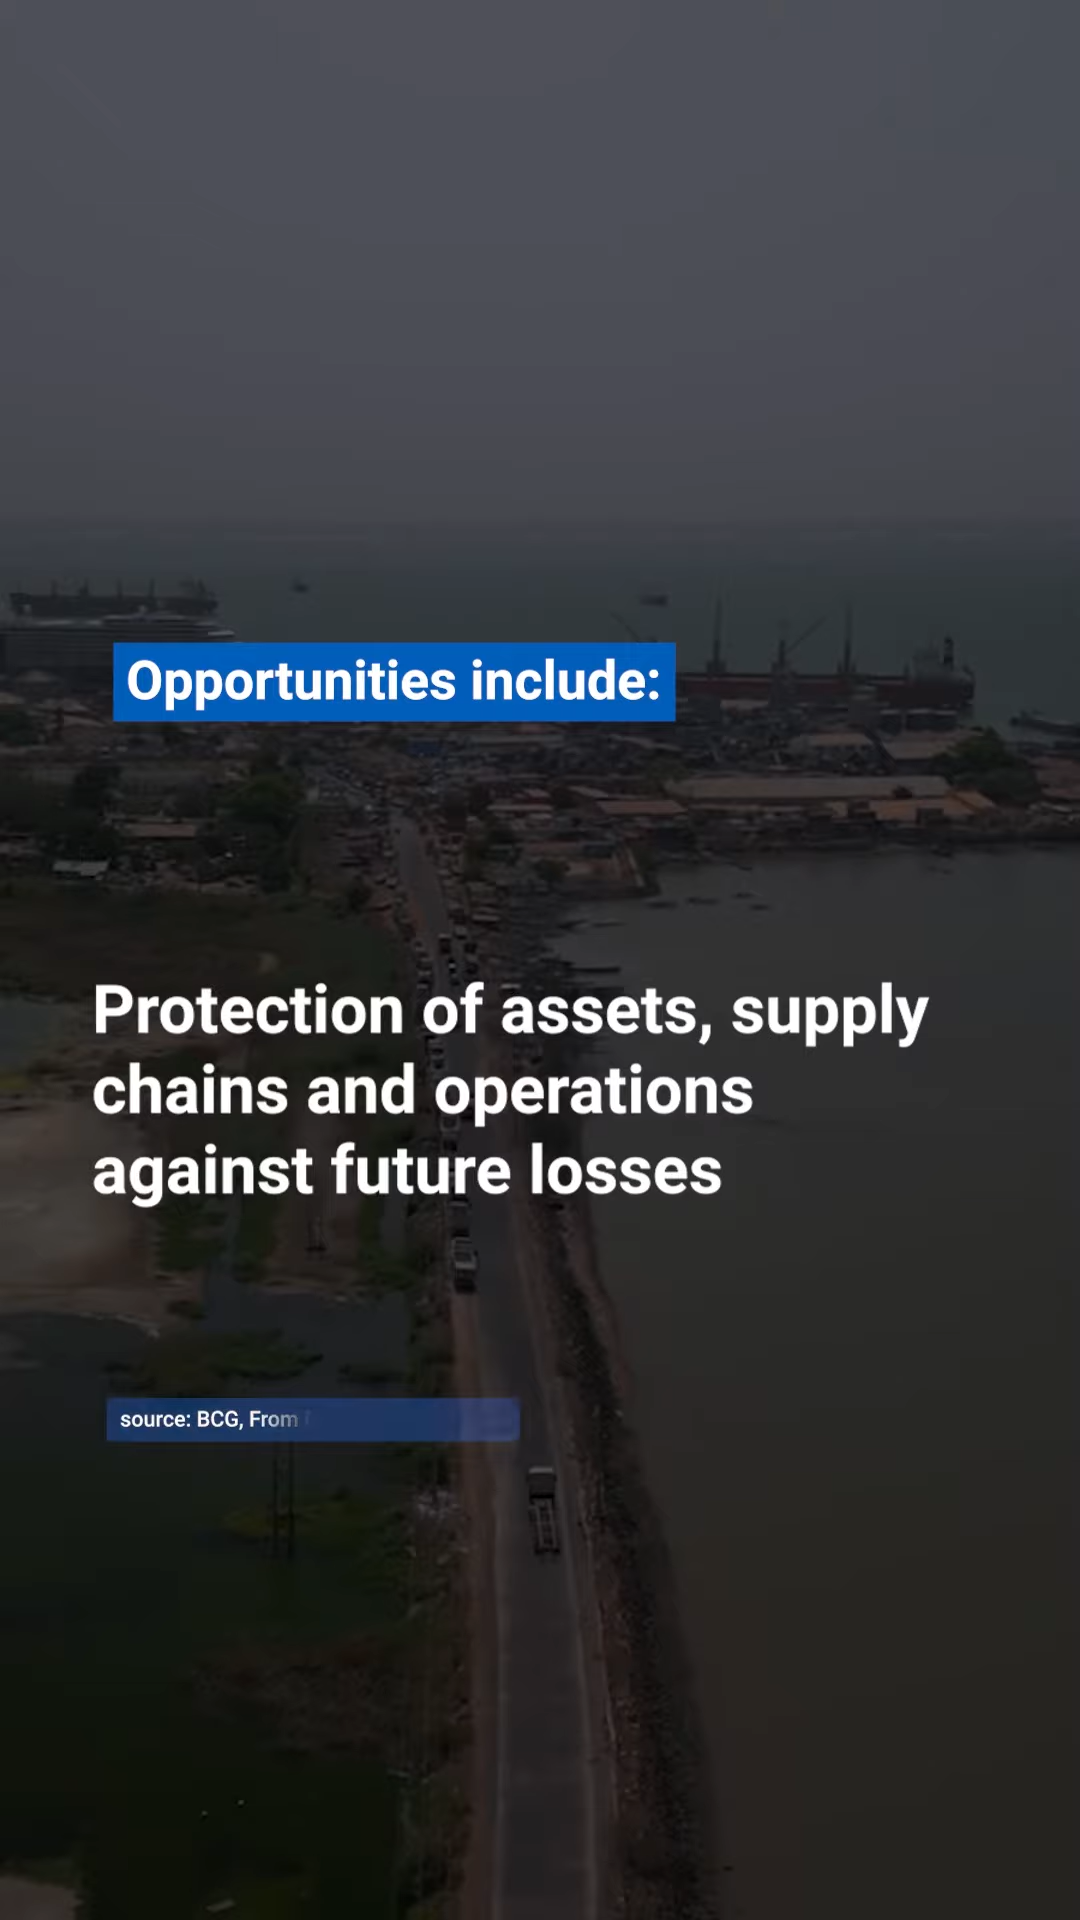 Opportunities include:
Protection of assets, supply
chains and operations
against future losses
source: BCG, From